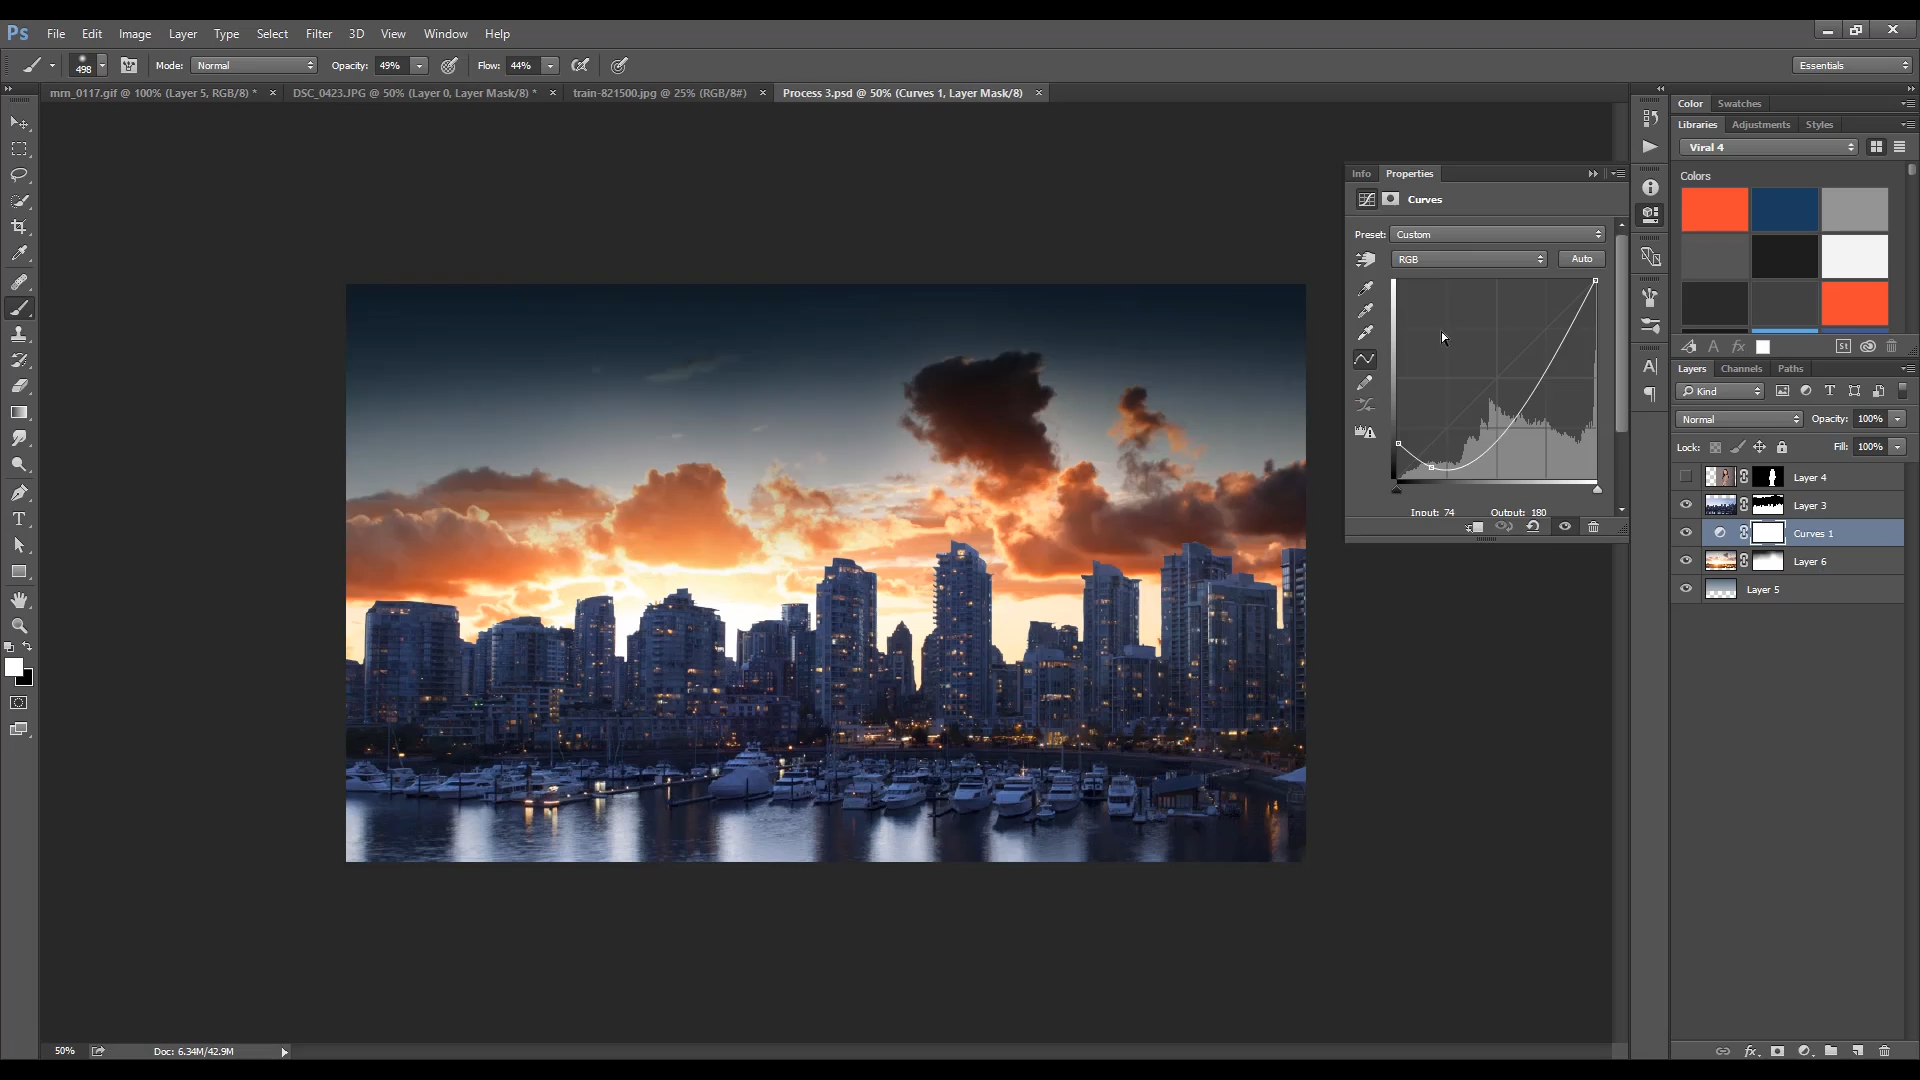 Ps File Edit Image Layer Type Select Filter 3D View Window Help
498 Mode: Normal Opacity: 49% Flow: 44% Essentials
mrn_0117.gif @ 100% (Layer 5, RGB/8) * DSC_0423.JPG @ 50% (Layer 0, Layer Mask/8) * train-821500.jpg @ 25% (RGB/8#) Process 3.psd @ 50% (Curves 1, Layer Mask/8)
Color Swatches
Libraries Adjustments Styles
Viral 4
Colors
Info Properties
Curves
Preset: Custom
RGB Auto
Input: 74 Output: 180
St
Layers Channels Paths
Kind
Normal Opacity: 100%
Lock: Fill: 100%
Layer 4
Layer 3
Curves 1
Layer 6
Layer 5
50% Doc: 6.34M/42.9M